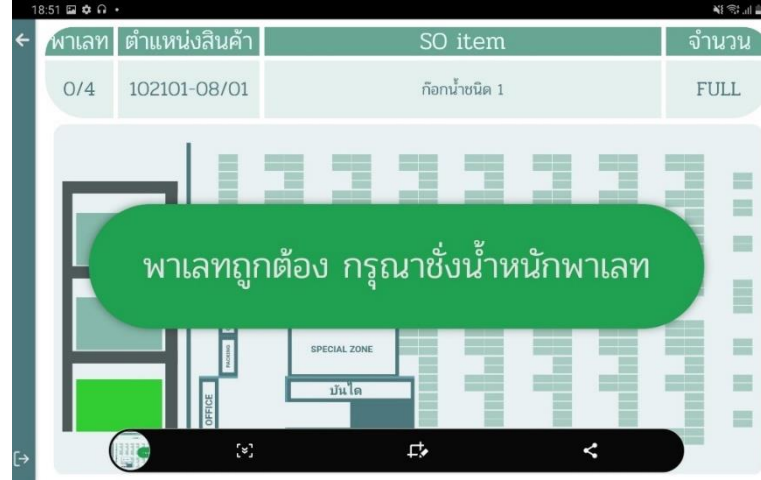 18:51
พาเลท ตำแหน่งสินค้า SO item จำนวน
0/4 102101-08/01 ก๊อกน้ำชนิด 1 FULL
พาเลทถูกต้อง กรุณาชั่งน้ำหนักพาเลท
PACKING
SPECIAL ZONE
บันได
OFFICE